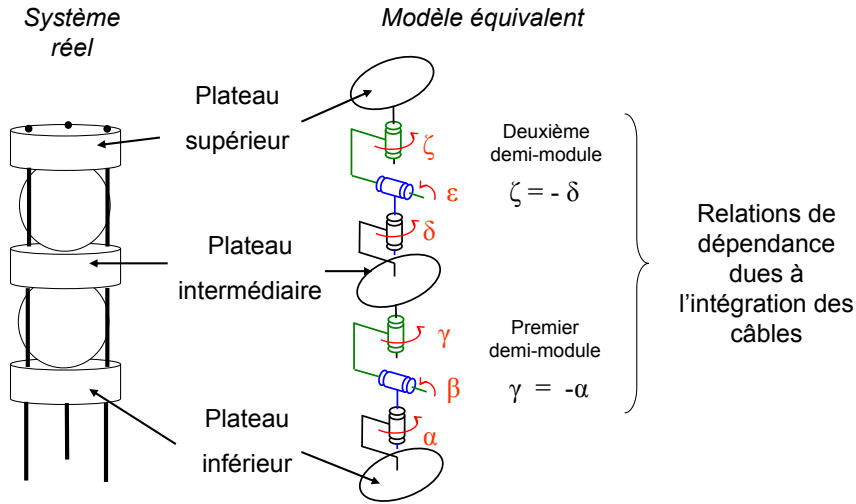 Système
réel
Modèle équivalent
Plateau
supérieur
Plateau
intermédiaire
Plateau
inférieur
ζ
ε
δ
γ
β
α
Deuxième
demi-module
ζ = - δ
Premier
demi-module
γ = -α
Relations de
dépendance
dues à
l'intégration des
câbles